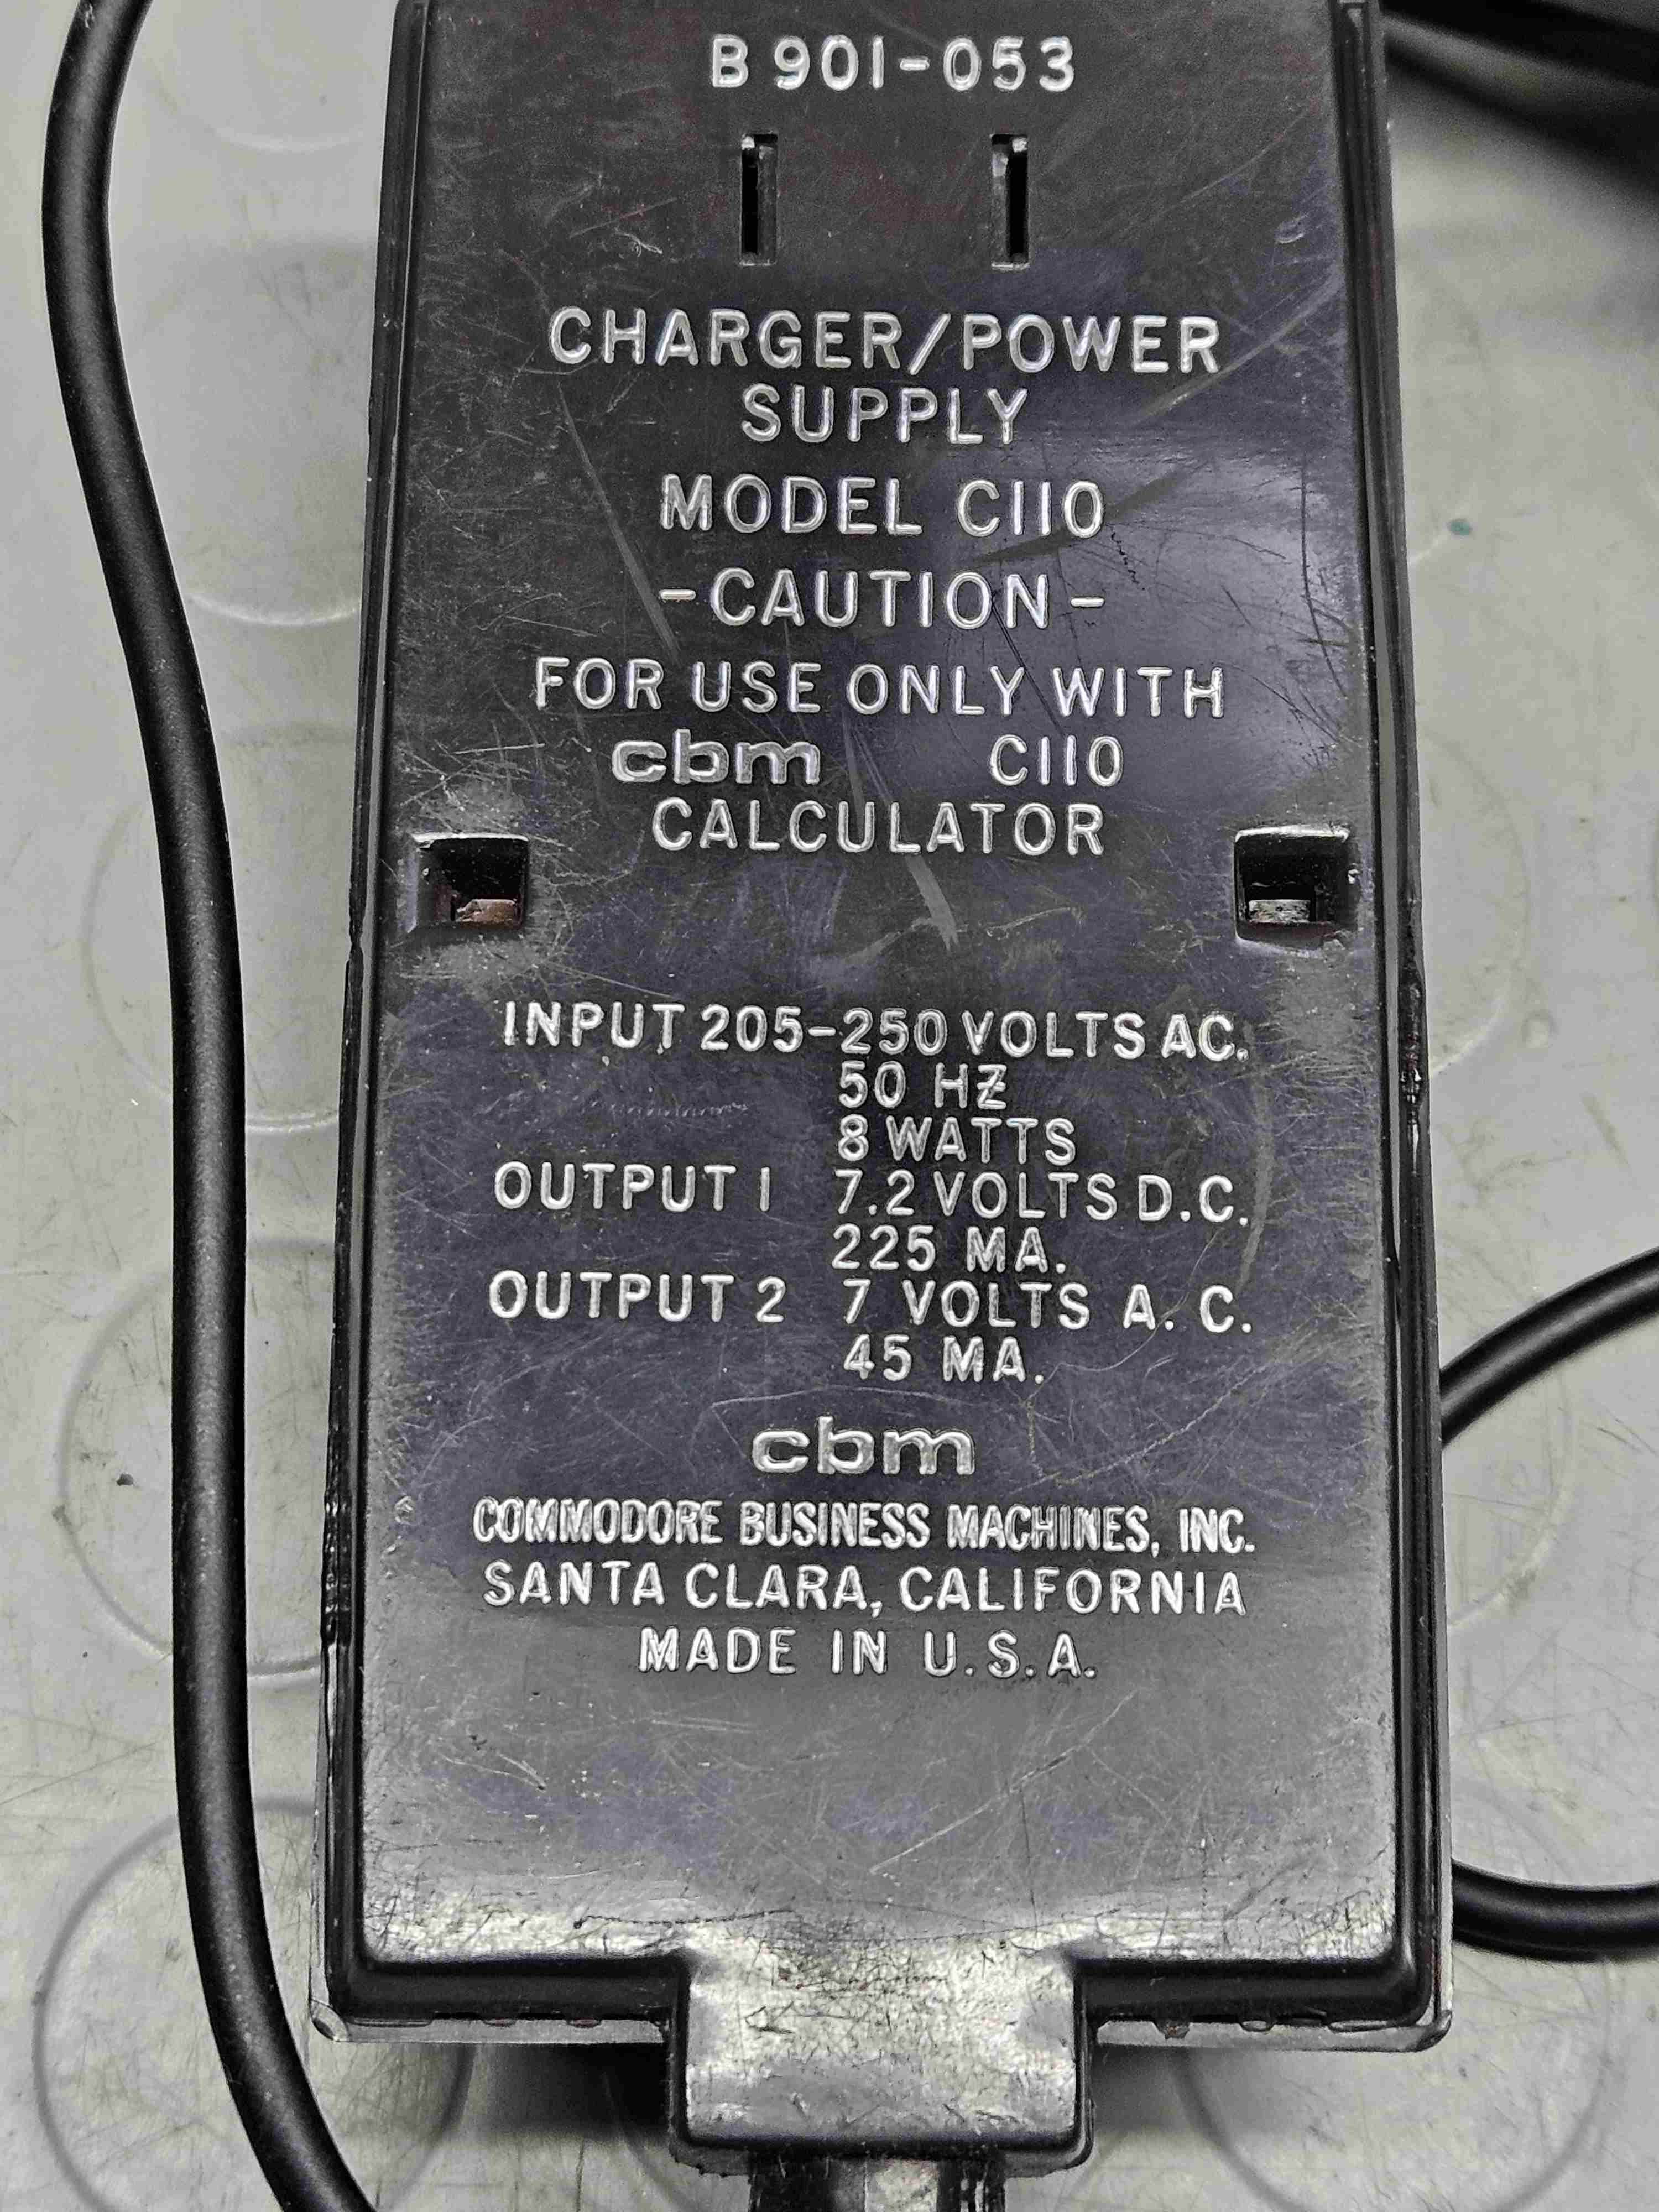 B 901-053
CHARGER/POWER
SUPPLY
MODEL C110
-CAUTION-
FOR USE ONLY WITH
cbm C110
CALCULATOR
INPUT 205-250 VOLTS AC.
50 HZ
8 WATTS
OUTPUT 1 7.2 VOLTS D.C.
225 MA.
OUTPUT 2 7 VOLTS A.C.
45 MA.
cbm
COMMODORE BUSINESS MACHINES, INC.
SANTA CLARA, CALIFORNIA
MADE IN U.S.A.